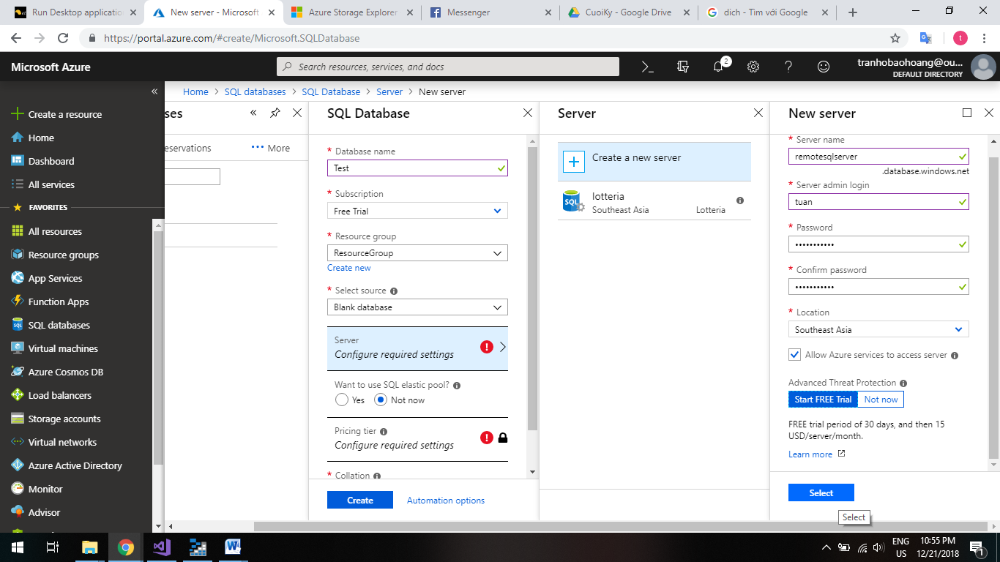 Run Desktop applicatio
New server - Microsoft
Azure Storage Explorer
Messenger
CuoiKy - Google Drive
dich - Tìm với Google
https://portal.azure.com/#create/Microsoft.SQLDatabase
t
Microsoft Azure
Search resources, services, and docs
2
tranhobaohoang@ou...
DEFAULT DIRECTORY
Home > SQL databases > SQL Database > Server > New server
Create a resource
Home
Dashboard
All services
FAVORITES
All resources
Resource groups
App Services
Function Apps
SQL databases
Virtual machines
Azure Cosmos DB
Load balancers
Storage accounts
Virtual networks
Azure Active Directory
Monitor
Advisor
ses
eservations
More
SQL Database
* Database name
Test
* Subscription
Free Trial
* Resource group
ResourceGroup
Create new
* Select source
Blank database
Server
Configure required settings
Want to use SQL elastic pool?
Yes
Not now
Pricing tier
Configure required settings
* Collation
Create
Automation options
Server
Create a new server
SQL
lotteria
Southeast Asia
Lotteria
New server
* Server name
remotesqlserver
.database.windows.net
* Server admin login
tuan
* Password
•••••••••••
* Confirm password
•••••••••••
* Location
Southeast Asia
Allow Azure services to access server
Advanced Threat Protection
Start FREE Trial
Not now
FREE trial period of 30 days, and then 15
USD/server/month.
Learn more
Select
Select
ENG
US
10:55 PM
12/21/2018
1